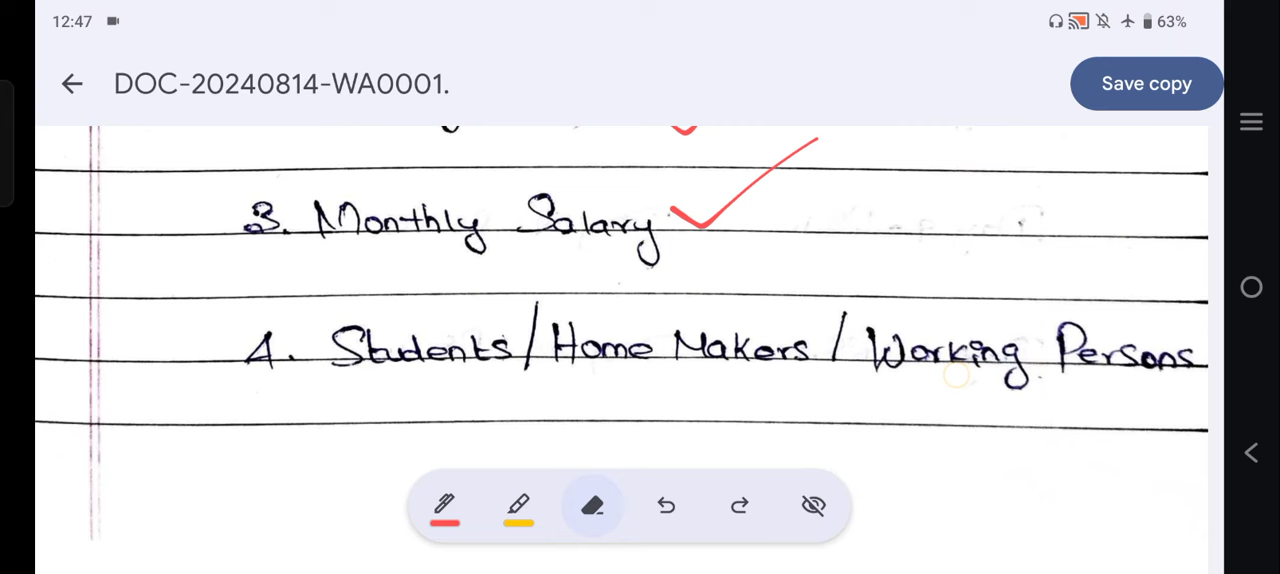 12:47
63%
DOC-20240814-WA0001.
Save copy
3. Monthly Salary
4. Students/Home Makers / Working Persons